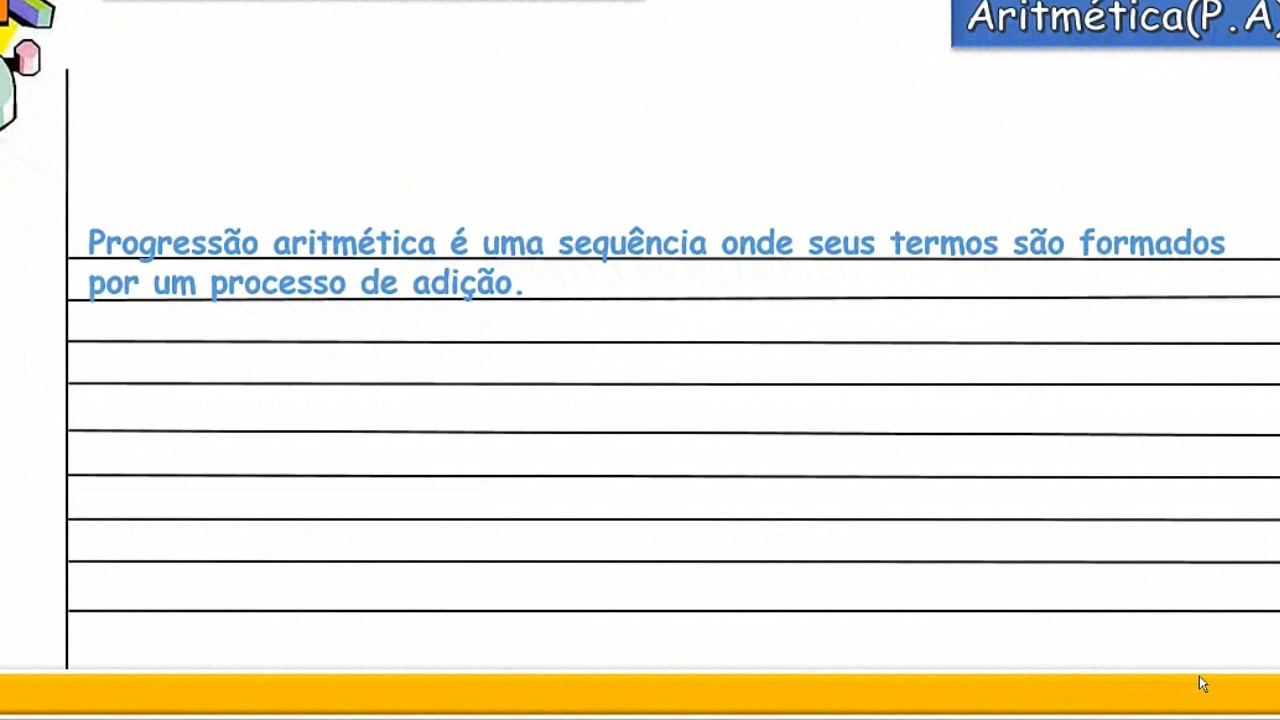 Aritmética(P.A)
Progressão aritmética é uma sequência onde seus termos são formados
por um processo de adição.